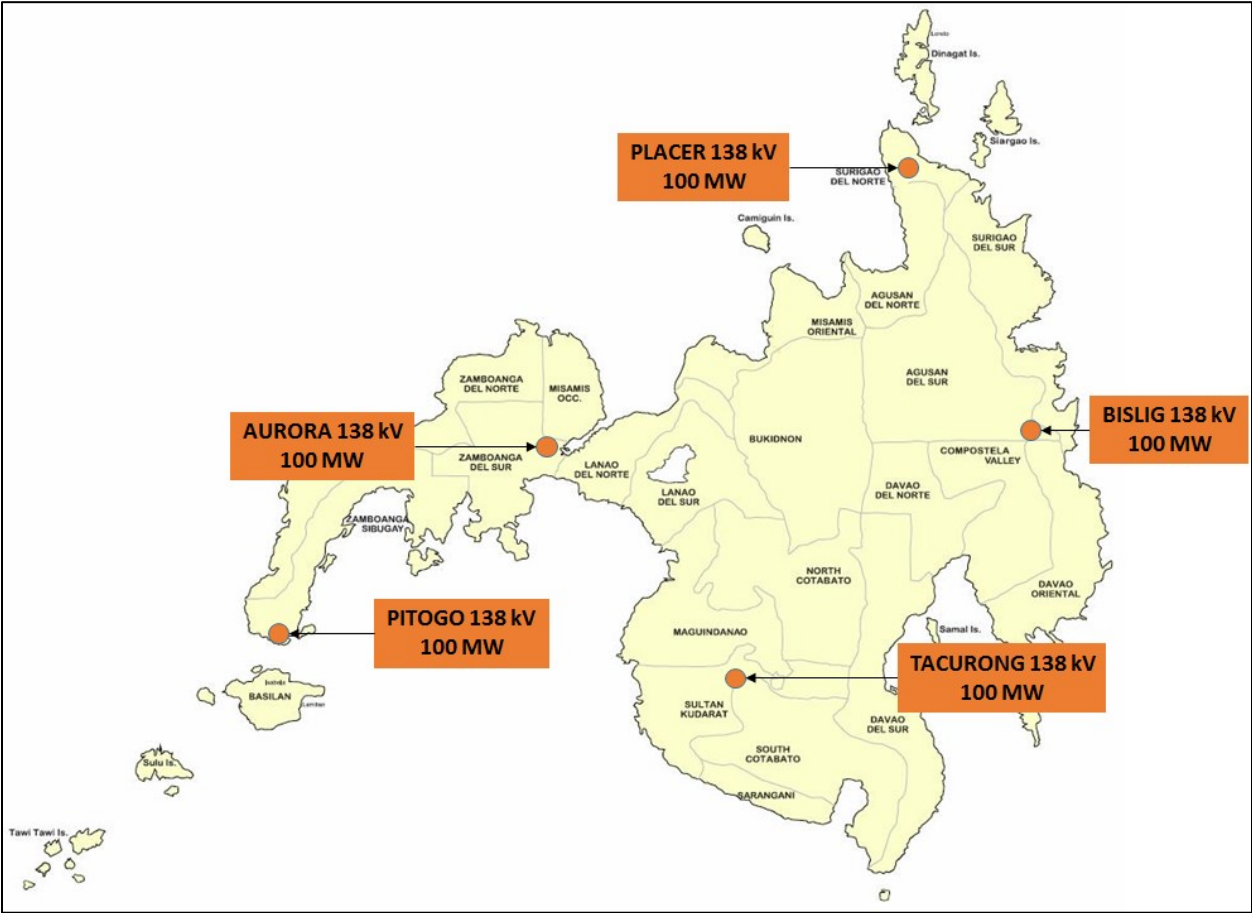 Loreto
Dinagat Is.
Siargao Is.
PLACER 138 kV
100 MW
SURIGAO
DEL NORTE
Camiguin Is.
SURIGAO
DEL SUR
AGUSAN
DEL NORTE
MISAMIS
ORIENTAL
AGUSAN
DEL SUR
ZAMBOANGA
DEL NORTE
MISAMIS
OCC.
AURORA 138 kV
100 MW
BISLIG 138 kV
100 MW
BUKIDNON
COMPOSTELA
VALLEY
ZAMBOANGA
DEL SUR
LANAO
DEL NORTE
LANAO
DEL SUR
DAVAO
DEL NORTE
ZAMBOANGA
SIBUGAY
NORTH
COTABATO
DAVAO
ORIENTAL
PITOGO 138 kV
100 MW
MAGUINDANAO
Samal Is.
TACURONG 138 kV
100 MW
Isabela
BASILAN
Lamitan
SULTAN
KUDARAT
DAVAO
DEL SUR
SOUTH
COTABATO
Sulu Is.
SARANGANI
Tawi Tawi Is.